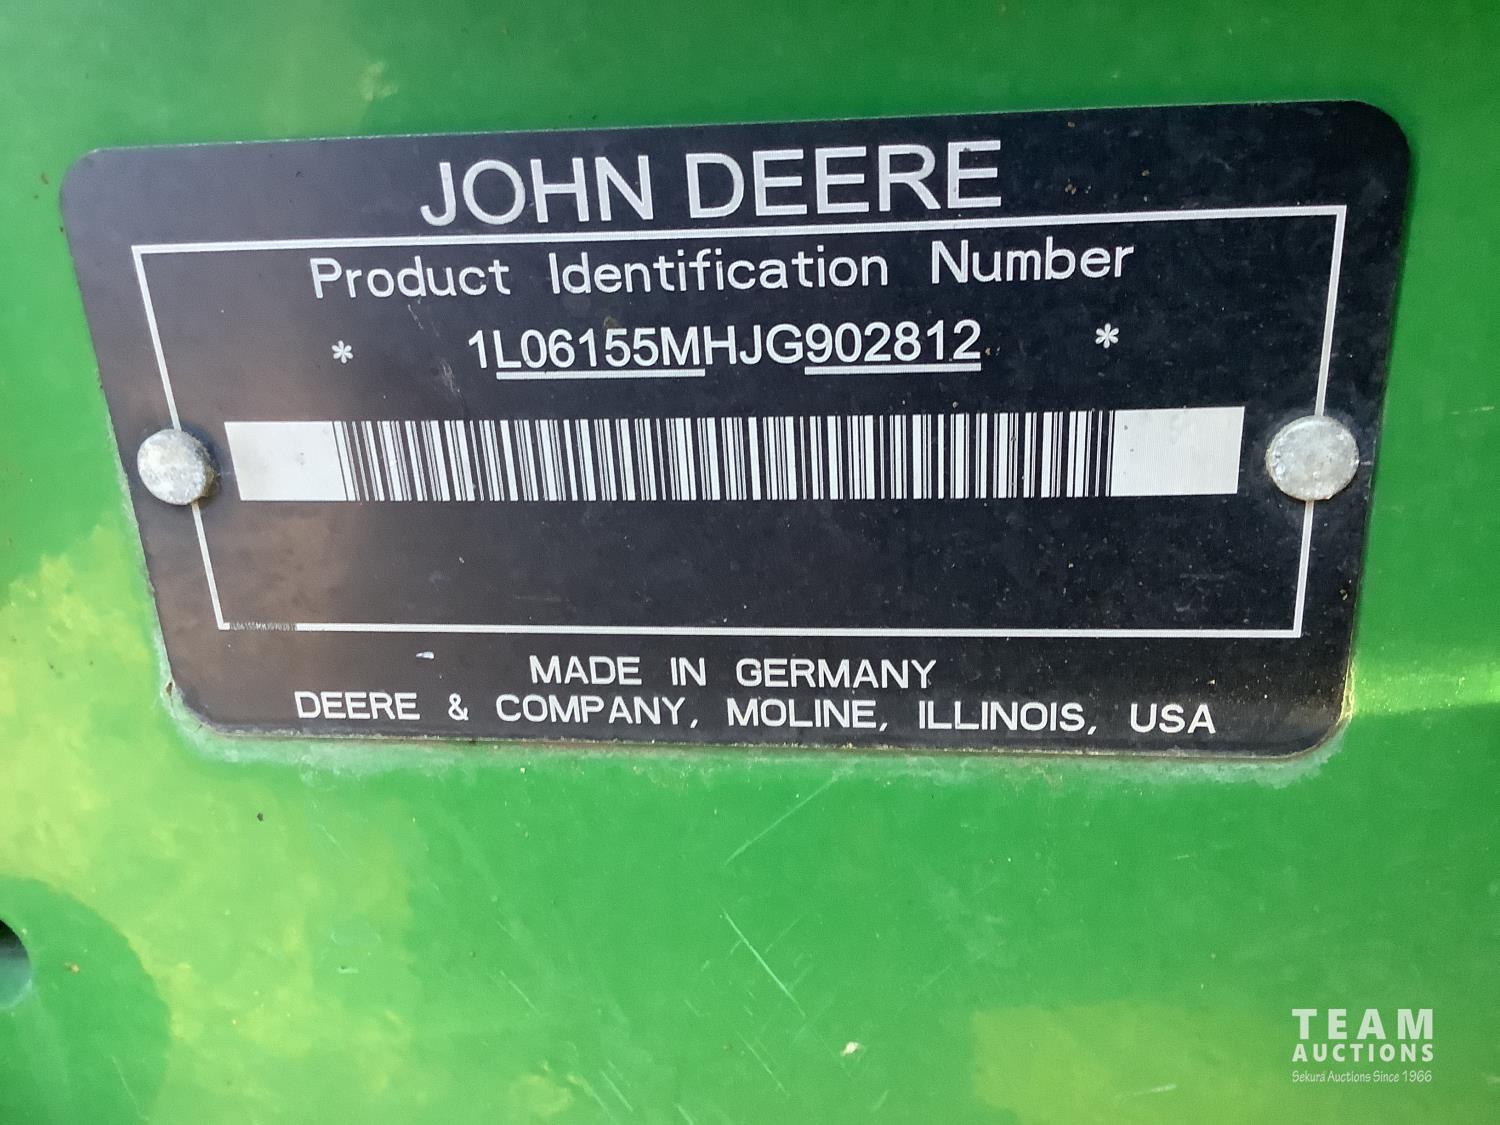 JOHN DEERE
Product Identification Number
* 1L06155MHJG902812 *
MADE IN GERMANY
DEERE & COMPANY, MOLINE, ILLINOIS, USA
TEAM
AUCTIONS
Sekura Auctions Since 1966